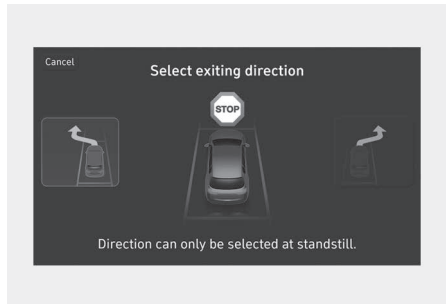 Cancel
Select exiting direction
STOP
Direction can only be selected at standstill.